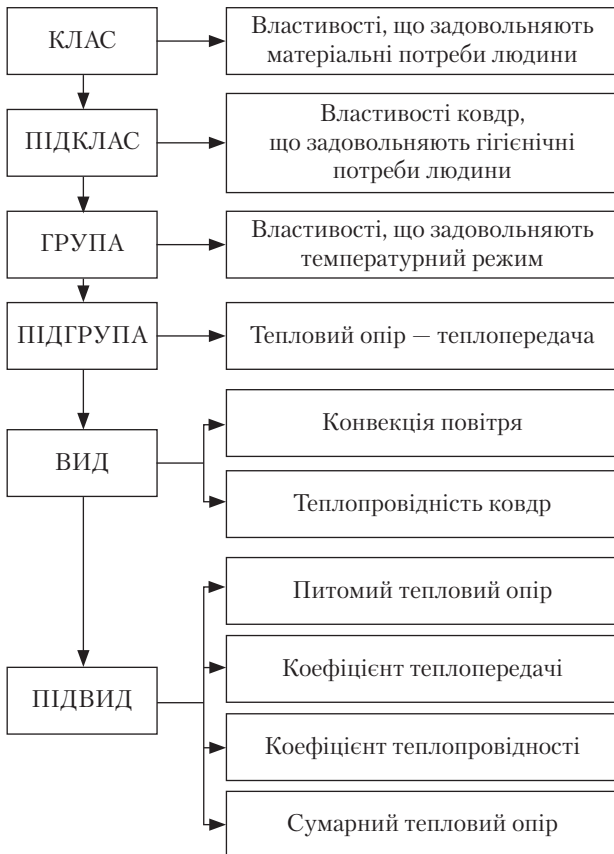 КЛАС
Властивості, що задовольняють
матеріальні потреби людини
ПІДКЛАС
Властивості ковдр,
що задовольняють гігієнічні
потреби людини
ГРУПА
Властивості, що задовольняють
температурний режим
ПІДГРУПА
Тепловий опір — теплопередача
ВИД
Конвекція повітря
Теплопровідність ковдр
ПІДВИД
Питомий тепловий опір
Коефіцієнт теплопередачі
Коефіцієнт теплопровідності
Сумарний тепловий опір